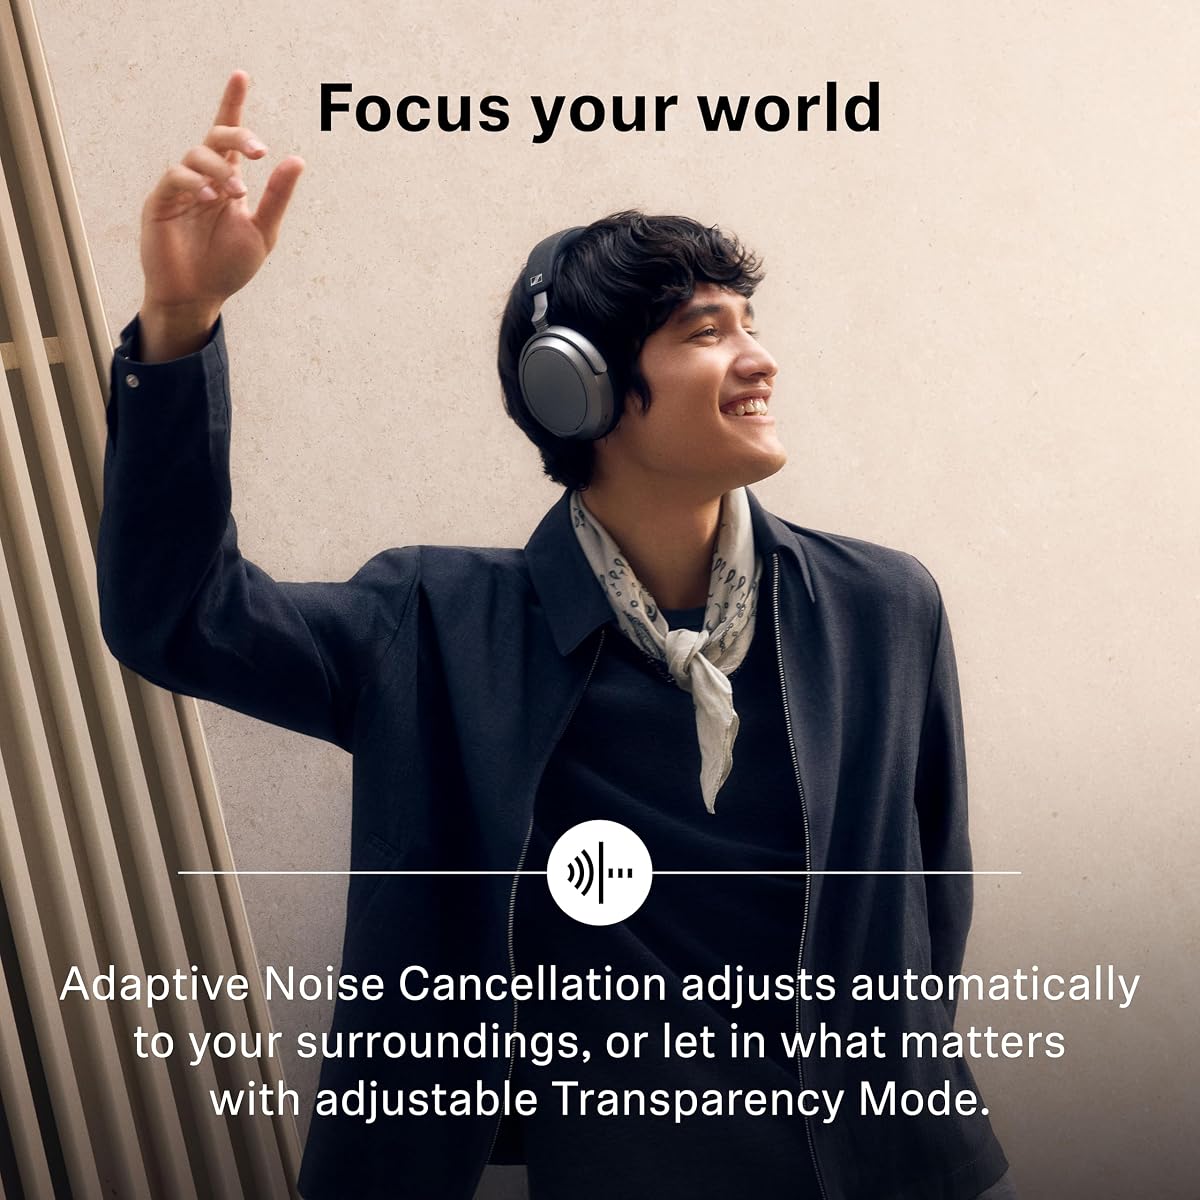 Focus your world
Adaptive Noise Cancellation adjusts automatically
to your surroundings, or let in what matters
with adjustable Transparency Mode.